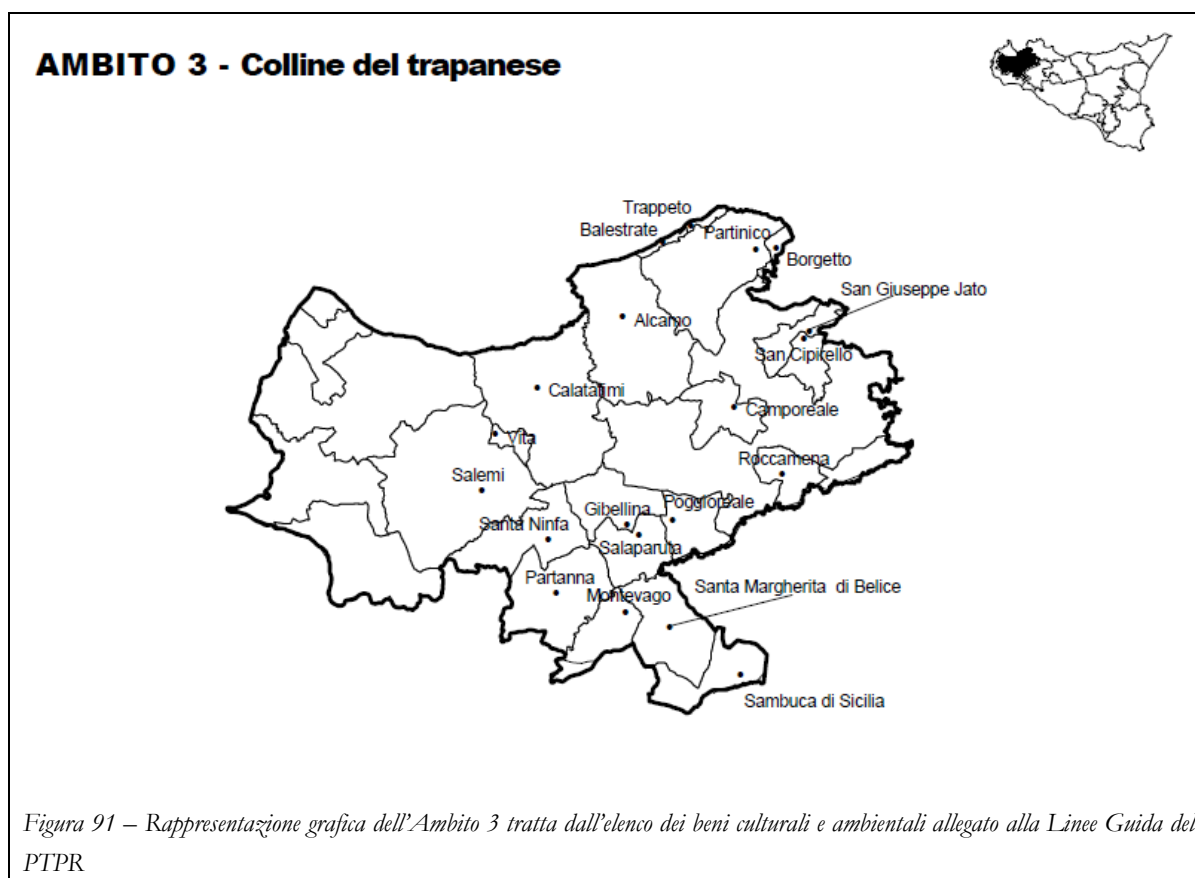 AMBITO 3 - Colline del trapanese
Trappeto
Balestrate
Partinico
Borgetto
San Giuseppe Jato
Alcamo
San Cipirello
Calatafimi
Camporeale
Vita
Roccamena
Salemi
Gibellina
Poggioreale
Santa Ninfa
Salaparuta
Partanna
Montevago
Santa Margherita di Belice
Sambuca di Sicilia
Figura 91 – Rappresentazione grafica dell'Ambito 3 tratta dall'elenco dei beni culturali e ambientali allegato alla Linee Guida del
PTPR